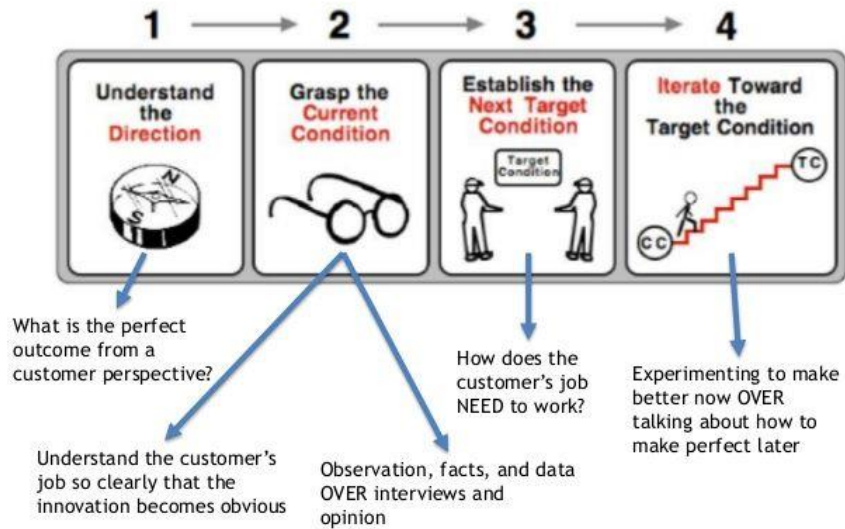 1
2
3
4
Understand
the
Direction
N
S
Grasp the
Current
Condition
Establish the
Next Target
Condition
Target
Condition
Iterate Toward
the
Target Condition
CC
TC
What is the perfect
outcome from a
customer perspective?
Understand the customer's
job so clearly that the
innovation becomes obvious
Observation, facts, and data
OVER interviews and
opinion
How does the
customer's job
NEED to work?
Experimenting to make
better now OVER
talking about how to
make perfect later